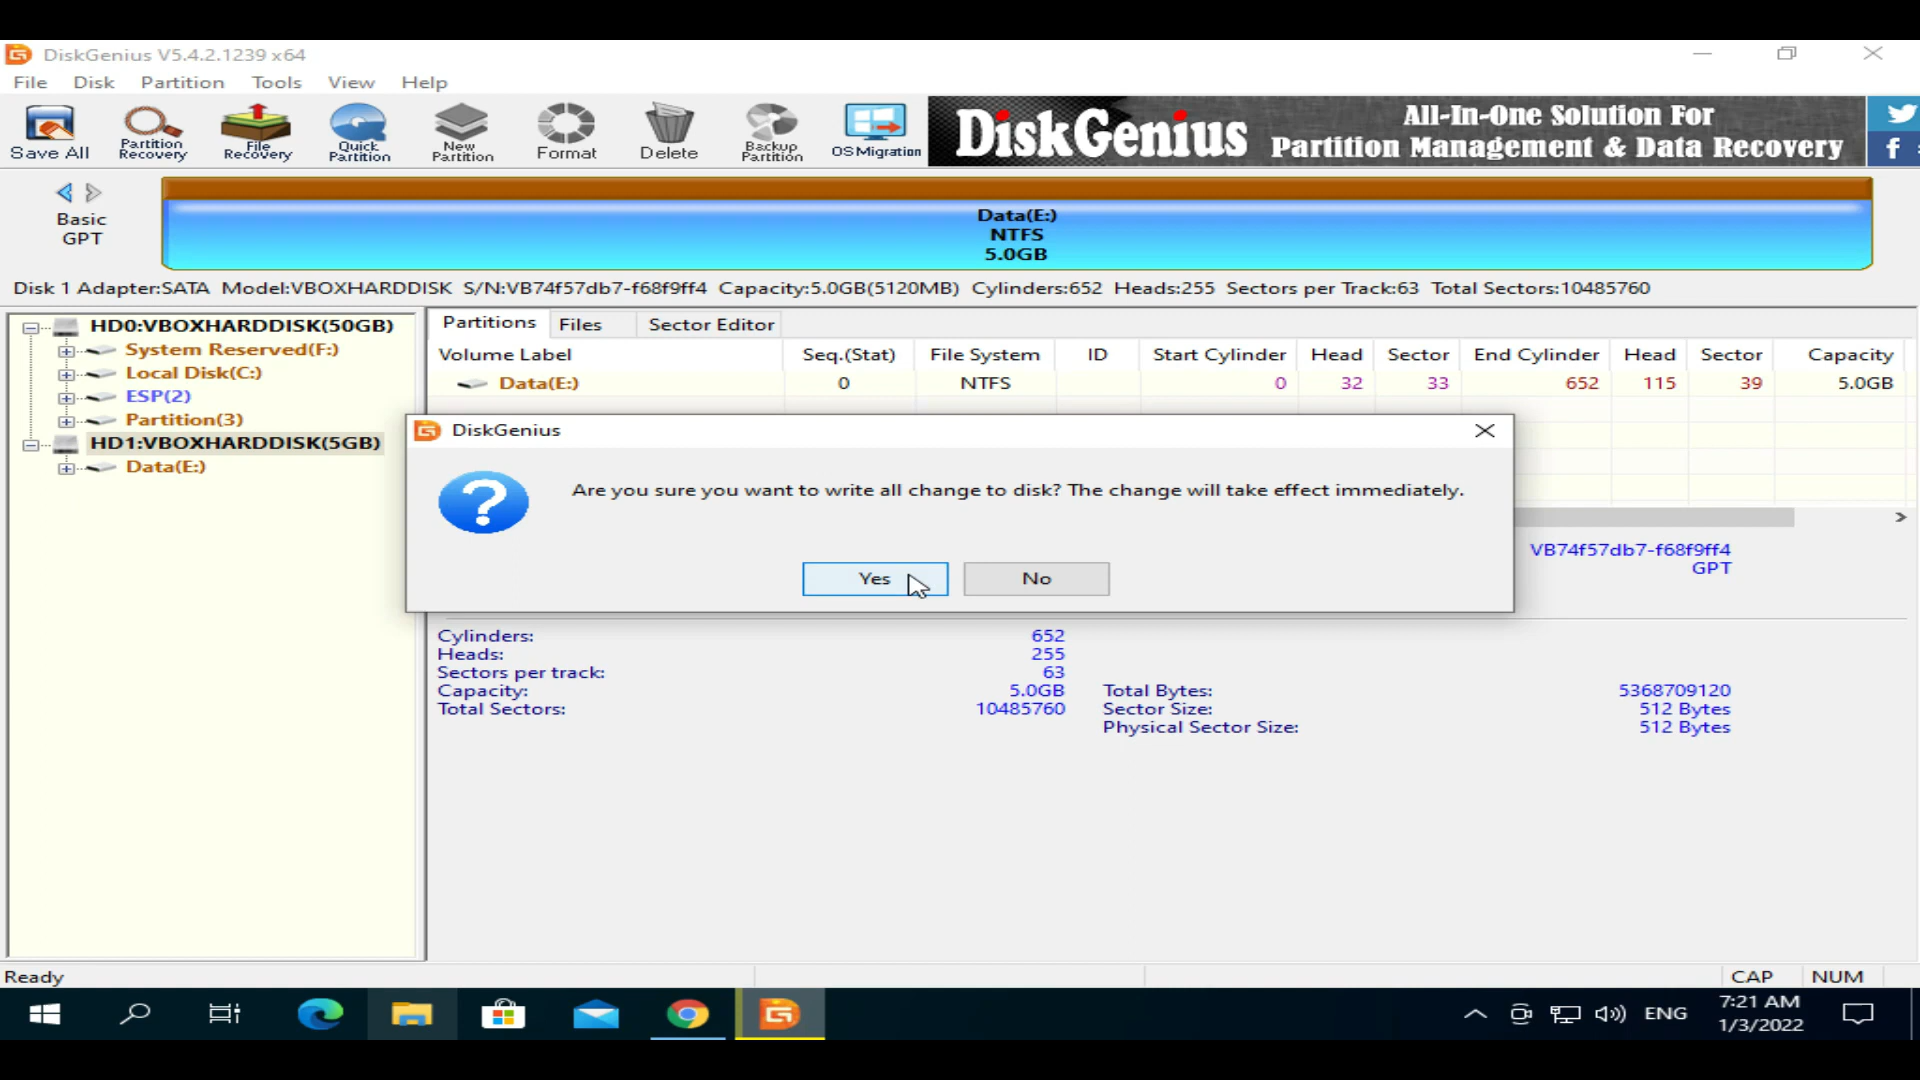 DiskGenius V5.4.2.1239 x64
File Disk Partition Tools View Help
Save All
Partition Recovery
File Recovery
Quick Partition
New Partition
Format
Delete
Backup Partition
OS Migration
DiskGenius
All-In-One Solution For
Partition Management & Data Recovery
Basic
GPT
Data(E:)
NTFS
5.0GB
Disk 1 Adapter:SATA Model:VBOXHARDDISK S/N:VB74f57db7-f68f9ff4 Capacity:5.0GB(5120MB) Cylinders:652 Heads:255 Sectors per Track:63 Total Sectors:10485760
HD0:VBOXHARDDISK(50GB)
System Reserved(F:)
Local Disk(C:)
ESP(2)
Partition(3)
HD1:VBOXHARDDISK(5GB)
Data(E:)
Partitions Files Sector Editor
Volume Label Seq.(Stat) File System ID Start Cylinder Head Sector End Cylinder Head Sector Capacity
Data(E:) 0 NTFS 0 32 33 652 115 39 5.0GB
DiskGenius
Are you sure you want to write all change to disk? The change will take effect immediately.
Yes No
VB74f57db7-f68f9ff4
GPT
Cylinders: 652
Heads: 255
Sectors per track: 63
Capacity: 5.0GB Total Bytes: 5368709120
Total Sectors: 10485760 Sector Size: 512 Bytes
Physical Sector Size: 512 Bytes
Ready CAP NUM
ENG
7:21 AM
1/3/2022